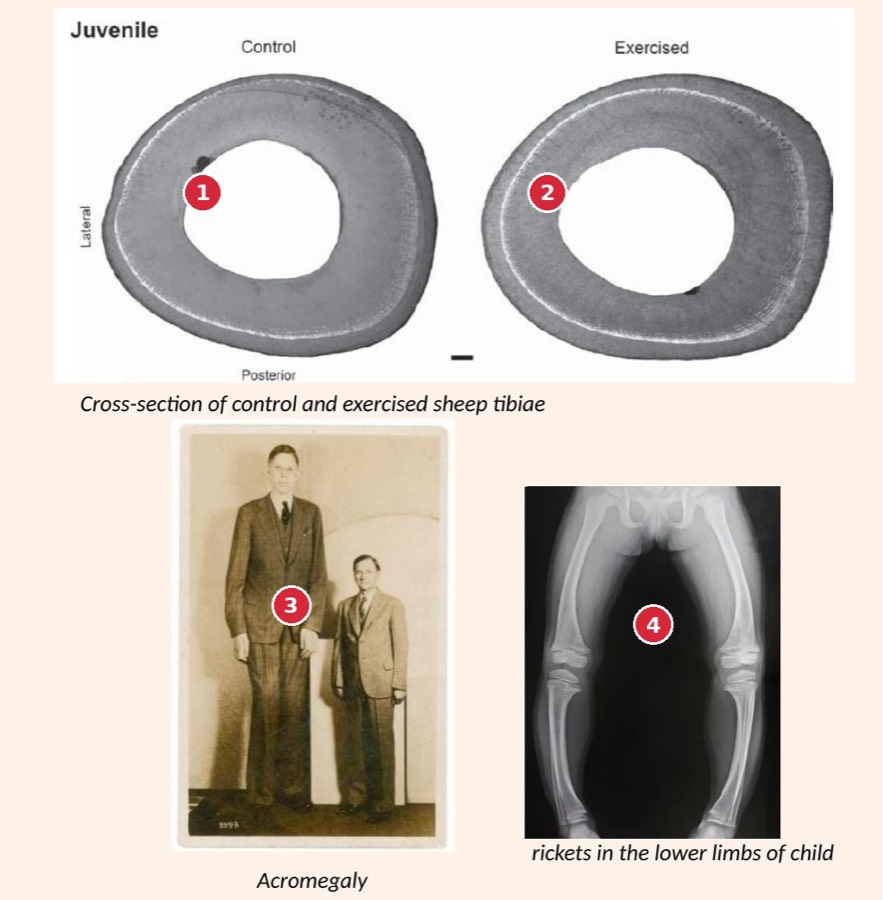 Juvenile
Control
Exercised
1
2
Lateral
Posterior
Cross-section of control and exercised sheep tibiae
3
4
3593
rickets in the lower limbs of child
Acromegaly